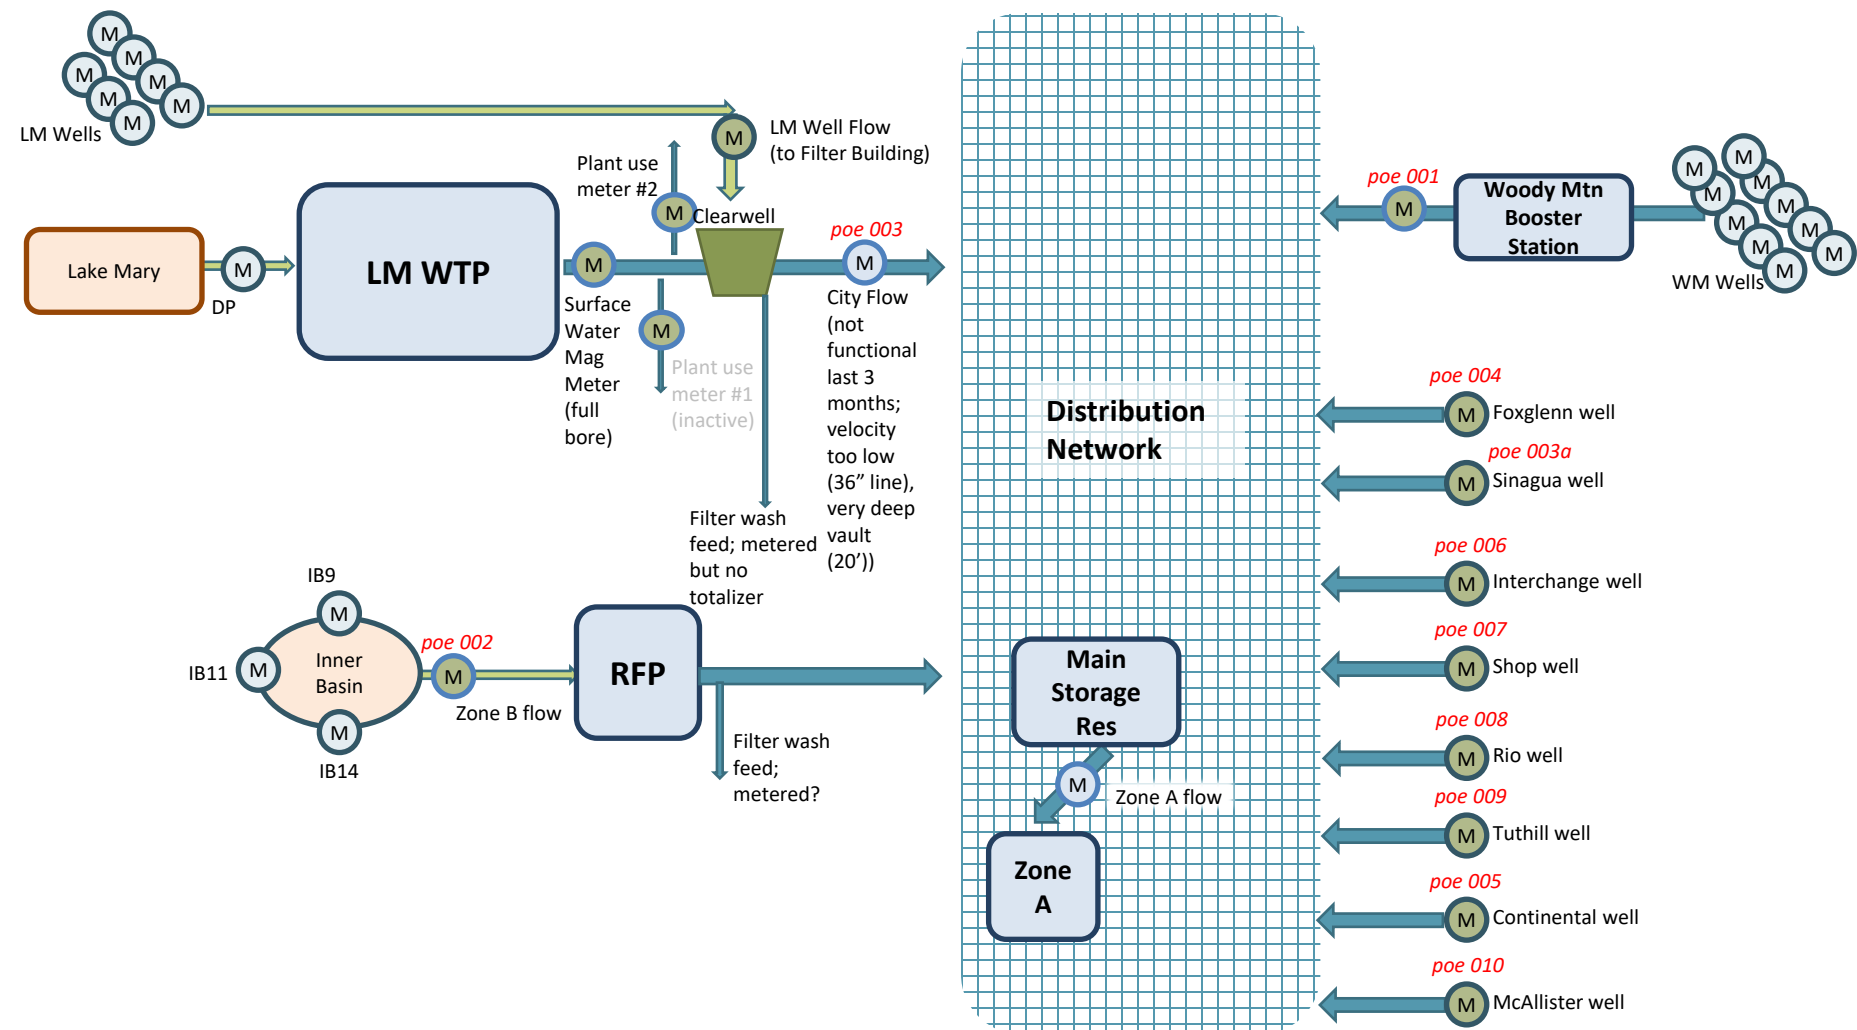 M
M
M
M
M
M
M
LM Wells
M
LM Well Flow
(to Filter Building)
Plant use
meter #2
M
Clearwell
Lake Mary
M
DP
LM WTP
M
Surface
Water
Mag
Meter
(full
bore)
M
Plant use
meter #1
(inactive)
poe 003
M
City Flow
(not
functional
last 3
months;
velocity
too low
(36” line),
very deep
vault
(20’))
Filter wash
feed; metered
but no
totalizer
IB9
M
IB11
M
Inner
Basin
M
IB14
poe 002
M
Zone B flow
RFP
Filter wash
feed;
metered?
Distribution
Network
Main
Storage
Res
M
Zone A flow
Zone
A
poe 001
M
Woody Mtn
Booster
Station
M
M
M
M
M
M
M
M
M
M
WM Wells
poe 004
M
Foxglenn well
poe 003a
M
Sinagua well
poe 006
M
Interchange well
poe 007
M
Shop well
poe 008
M
Rio well
poe 009
M
Tuthill well
poe 005
M
Continental well
poe 010
M
McAllister well